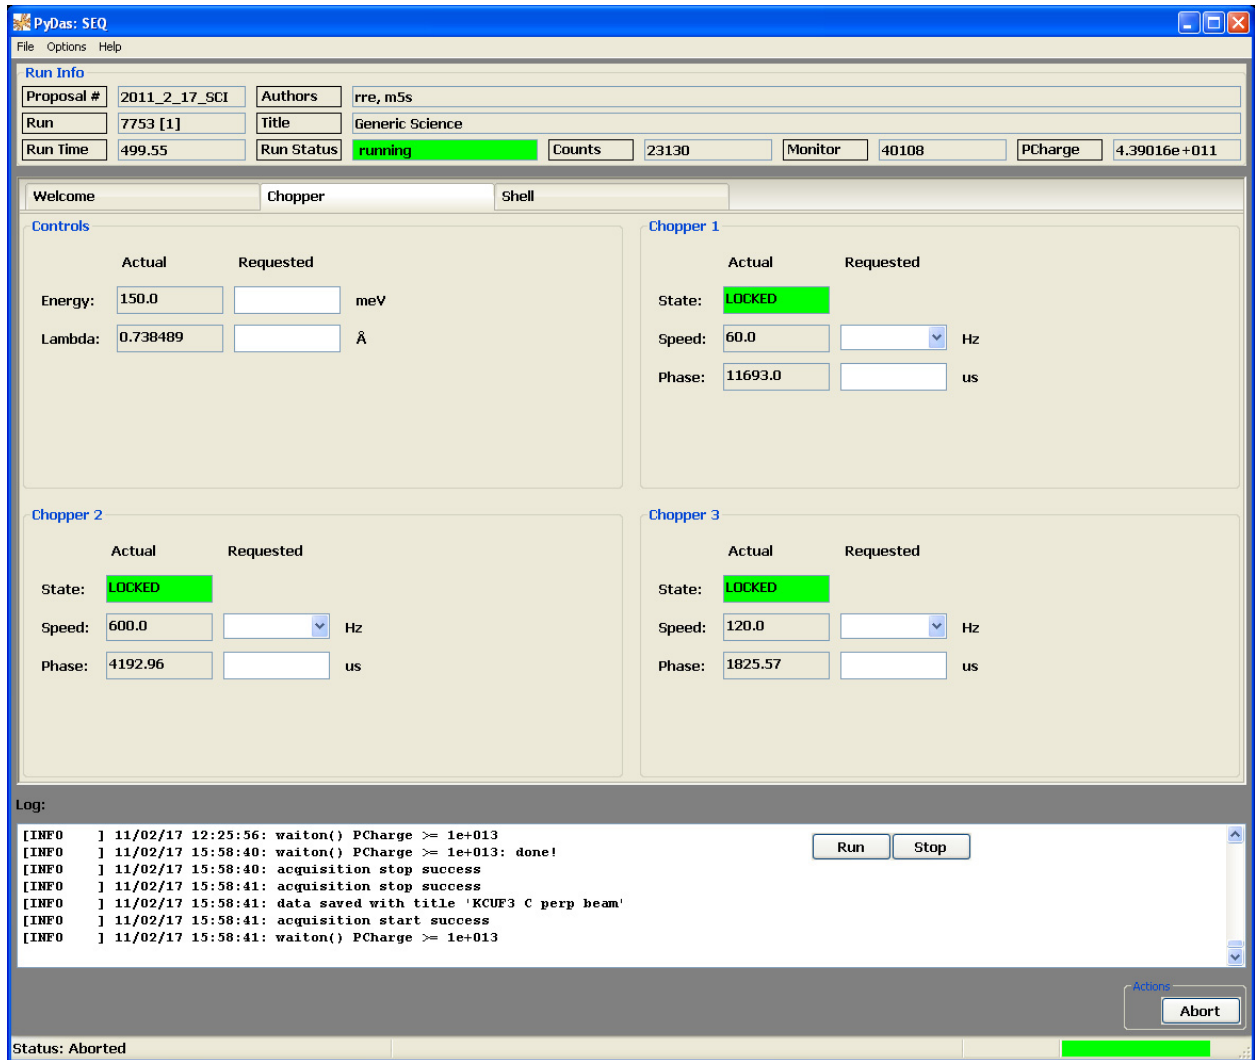 PyDas: SEQ
File Options Help
Run Info
Proposal # 2011_2_17_SCI Authors rre, m5s
Run 7753 [1] Title Generic Science
Run Time 499.55 Run Status running Counts 23130 Monitor 40108 PCharge 4.39016e+011
Welcome Chopper Shell
Controls
Actual Requested
Energy: 150.0 meV
Lambda: 0.738489 Å
Chopper 1
Actual Requested
State: LOCKED
Speed: 60.0 Hz
Phase: 11693.0 us
Chopper 2
Actual Requested
State: LOCKED
Speed: 600.0 Hz
Phase: 4192.96 us
Chopper 3
Actual Requested
State: LOCKED
Speed: 120.0 Hz
Phase: 1825.57 us
Log:
[INFO ] 11/02/17 12:25:56: waiton() PCharge >= 1e+013
[INFO ] 11/02/17 15:58:40: waiton() PCharge >= 1e+013: done!
[INFO ] 11/02/17 15:58:40: acquisition stop success
[INFO ] 11/02/17 15:58:41: acquisition stop success
[INFO ] 11/02/17 15:58:41: data saved with title 'KCUF3 C perp beam'
[INFO ] 11/02/17 15:58:41: acquisition start success
[INFO ] 11/02/17 15:58:41: waiton() PCharge >= 1e+013
Run Stop
Actions
Abort
Status: Aborted